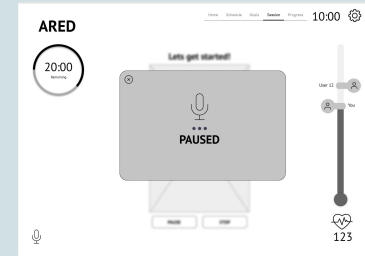 ARED
Home Schedule Goals Session Progress 10:00
Lets get started!
20:00
Remaining
User 12
You
PAUSED
PAUSE STOP
123